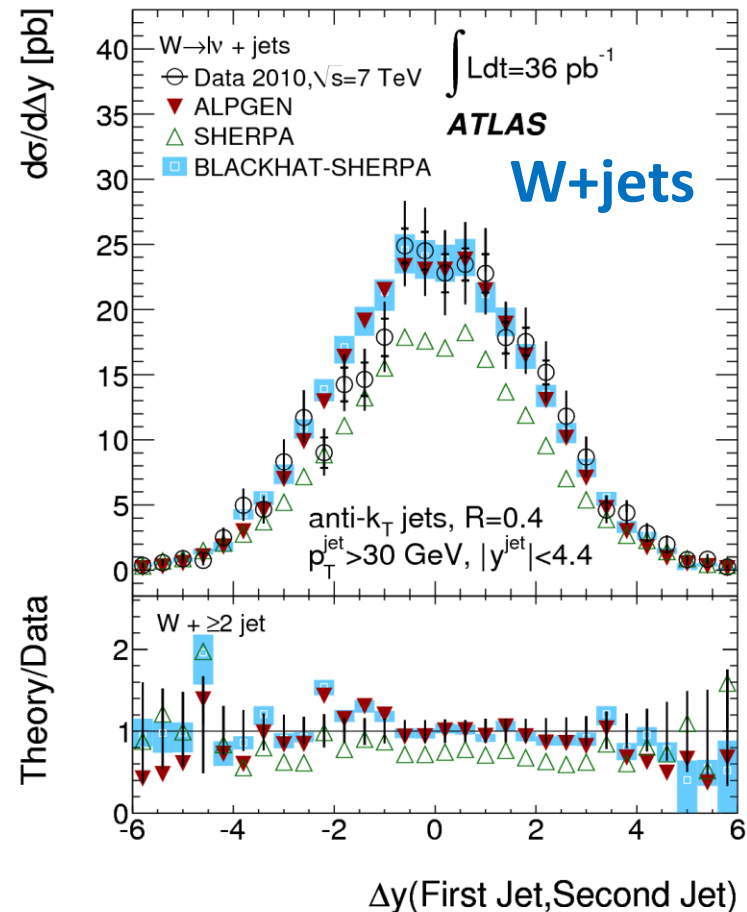 dσ/dΔy [pb]
W→lν + jets
Data 2010,√s=7 TeV
ALPGEN
SHERPA
BLACKHAT-SHERPA
∫Ldt=36 pb⁻¹
ATLAS
W+jets
40
35
30
25
20
15
10
5
0
anti-k_T jets, R=0.4
p_T^jet>30 GeV, |y^jet|<4.4
Theory/Data
W + ≥2 jet
2
1
0
-6 -4 -2 0 2 4 6
Δy(First Jet,Second Jet)